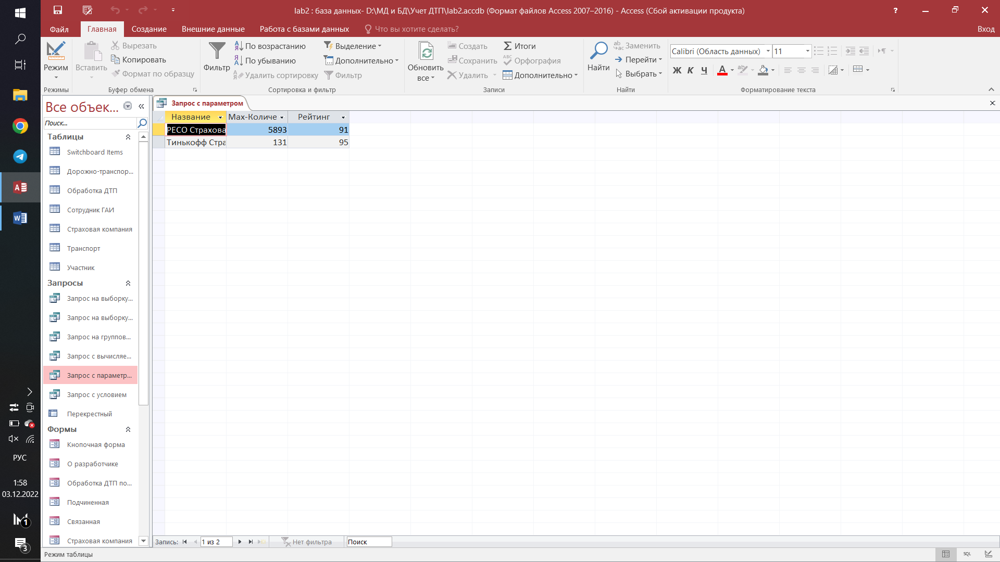 lab2 : база данных- D:\МД и БД\Учет ДТП\lab2.accdb (Формат файлов Access 2007–2016) - Access (Сбой активации продукта)
Файл Главная Создание Внешние данные Работа с базами данных Что вы хотите сделать? Вход
Режим
Режимы
Вставить
Вырезать
Копировать
Формат по образцу
Буфер обмена
Фильтр
По возрастанию
По убыванию
Удалить сортировку
Выделение
Дополнительно
Фильтр
Сортировка и фильтр
Обновить
все
Создать
Сохранить
Удалить
Итоги
Орфография
Дополнительно
Записи
Найти
Заменить
Перейти
Выбрать
Найти
Calibri (Область данных) 11
Ж К Ч А
Форматирование текста
Все объек...
Поиск...
Таблицы
Switchboard Items
Дорожно-транспор...
Обработка ДТП
Сотрудник ГАИ
Страховая компания
Транспорт
Участник
Запросы
Запрос на выборку...
Запрос на выборку...
Запрос на группов...
Запрос с вычисляе...
Запрос с параметр...
Запрос с условием
Перекрестный
Формы
Кнопочная форма
О разработчике
Обработка ДТП по...
Подчиненная
Связанная
Страховая компания
Запрос с параметром
Название Max-Количе Рейтинг
РЕСО Страхова 5893 91
Тинькофф Стра 131 95
Запись: 1 из 2 Нет фильтра Поиск
Режим таблицы
SQL
РУС
1:58
03.12.2022
1
3